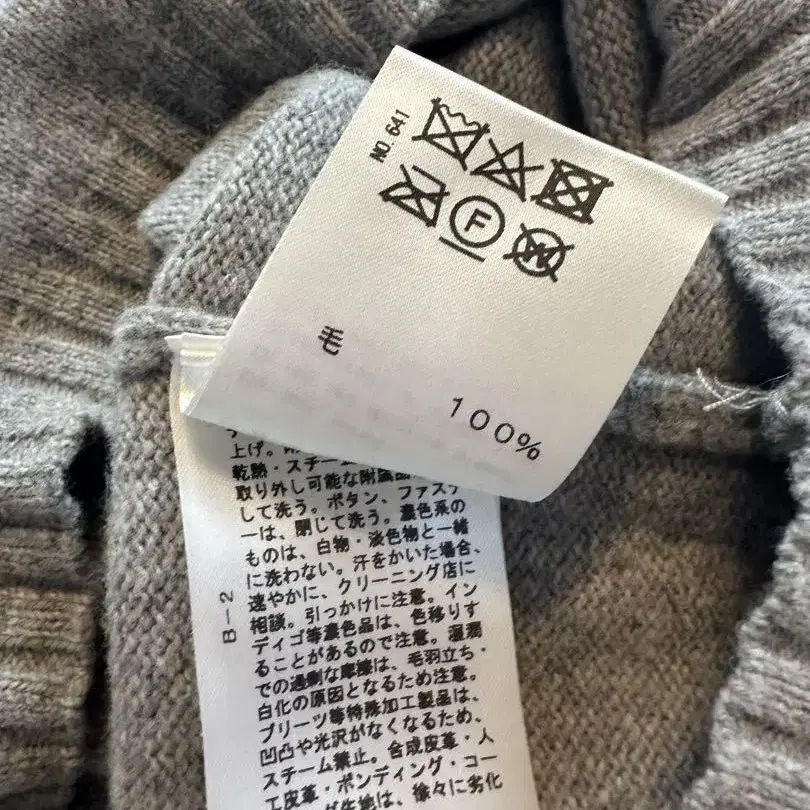 NO.641
F
W
毛
100%
上げ。
乾熱・スチーム
取り外し可能な附属品
して洗う。ボタン、ファスナ
ーは、閉じて洗う。濃色系の
ものは、白物・淡色物と一緒
に洗わない。汗をかいた場合、
速やかに、クリーニング店に
相談。引っかけに注意。イン
ディゴ等濃色品は、色移りす
ることがあるので注意。湿潤
での過剰な摩擦は、毛羽立ち・
白化の原因となるため注意。
プリーツ等特殊加工製品は、
凹凸や光沢がなくなるため、
スチーム禁止。合成皮革・人
工皮革・ボンディング・コー
は、徐々に劣化
B-2